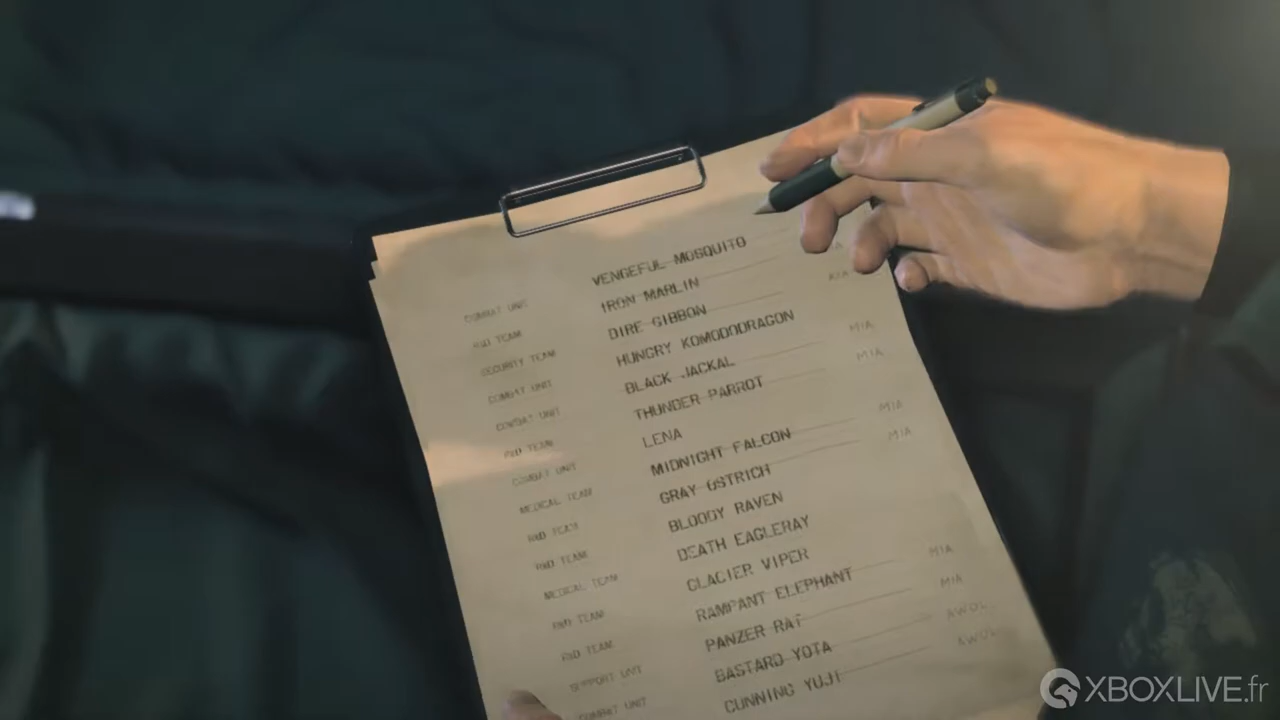 COMBAT UNIT VENGEFUL MOSQUITO
R&D TEAM IRON MARLIN
SECURITY TEAM DIRE GIBBON MIA
COMBAT UNIT HUNGRY KOMODODRAGON
COMBAT UNIT BLACK JACKAL MIA
R&D TEAM THUNDER PARROT MIA
COMBAT UNIT LENA
MEDICAL TEAM MIDNIGHT FALCON MIA
R&D TEAM GRAY OSTRICH MIA
R&D TEAM BLOODY RAVEN
MEDICAL TEAM DEATH EAGLERAY
R&D TEAM GLACIER VIPER
R&D TEAM RAMPANT ELEPHANT MIA
SUPPORT UNIT PANZER RAT MIA
COMBAT UNIT BASTARD YOTA AWOL
CUNNING YUJI AWOL
XBOXLIVE.fr